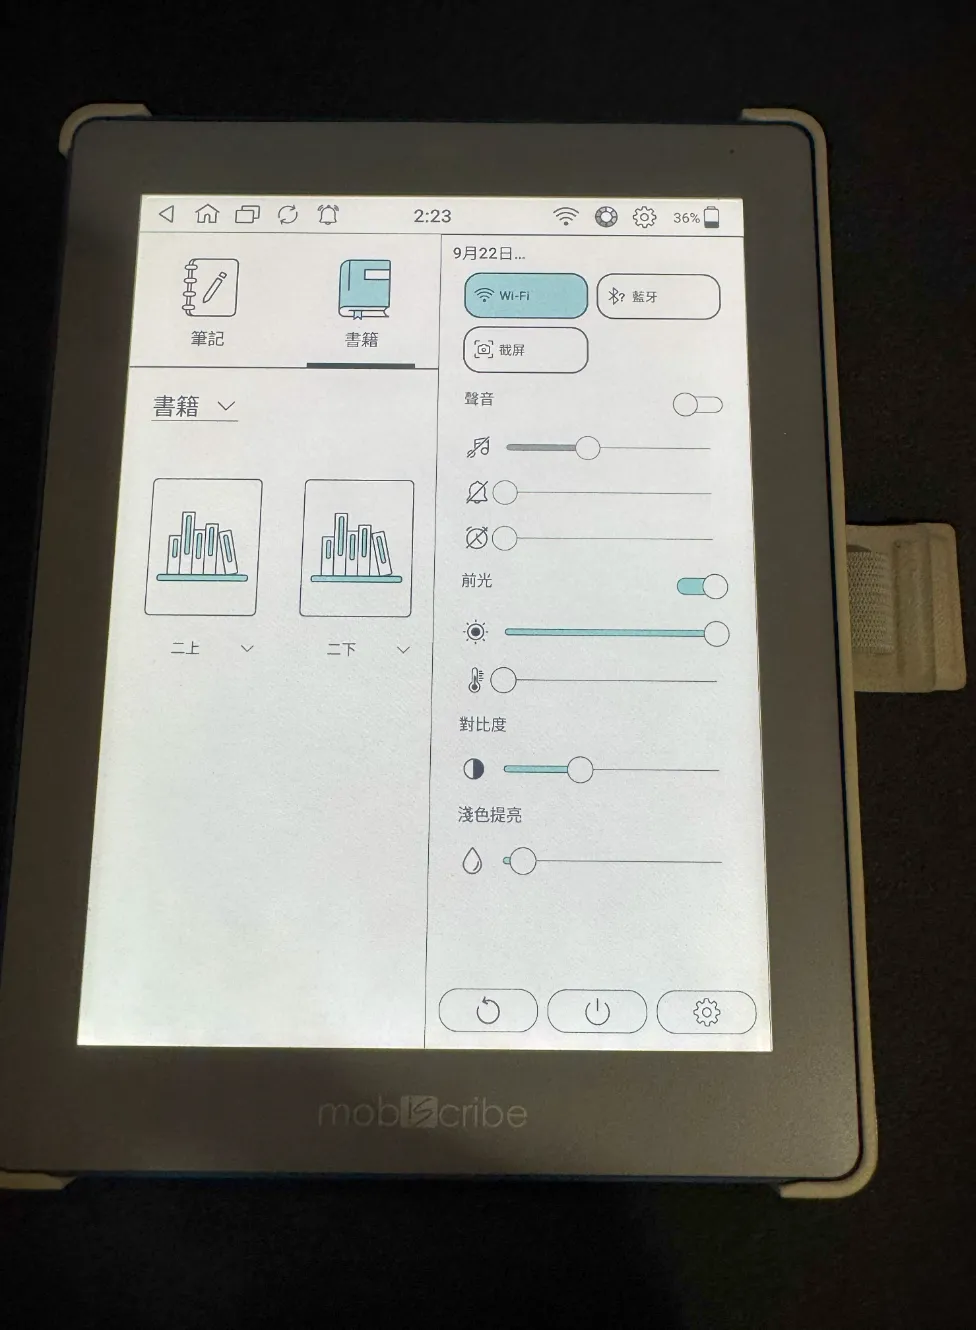 2:23
36%
筆記
書籍
書籍
二上
二下
9月22日...
Wi-Fi
藍牙
截屏
聲音
前光
對比度
淺色提亮
mobiscribe